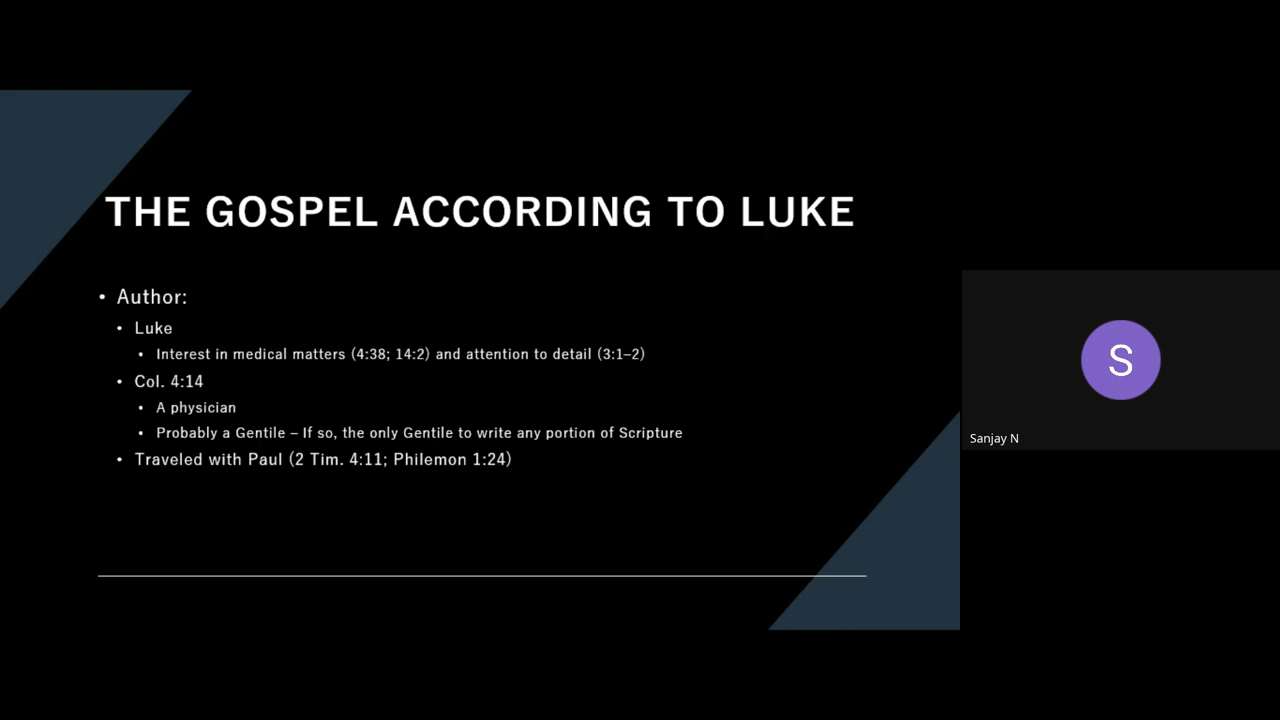 THE GOSPEL ACCORDING TO LUKE
• Author:
• Luke
• Interest in medical matters (4:38; 14:2) and attention to detail (3:1–2)
• Col. 4:14
• A physician
• Probably a Gentile – If so, the only Gentile to write any portion of Scripture
• Traveled with Paul (2 Tim. 4:11; Philemon 1:24)
S
Sanjay N